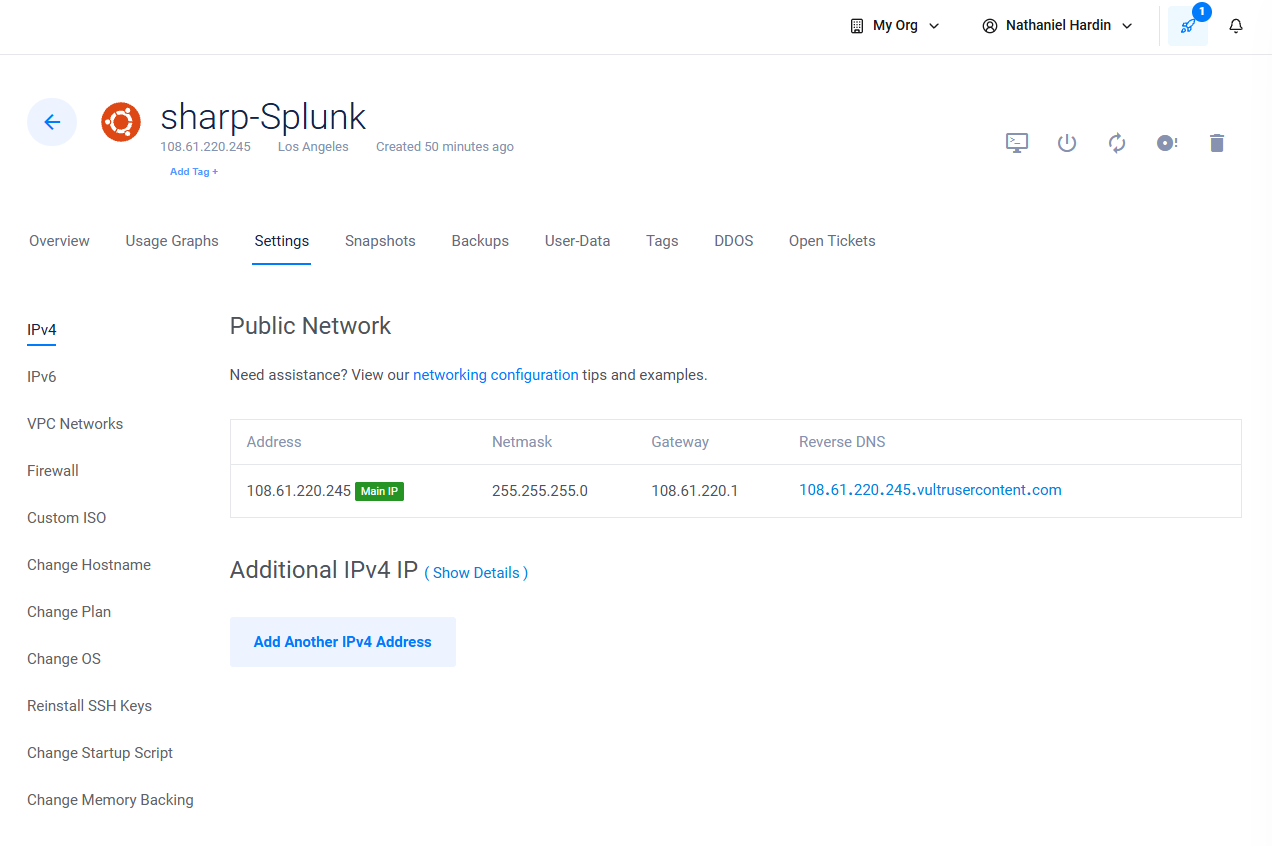 My Org Nathaniel Hardin 1
sharp-Splunk
108.61.220.245 Los Angeles Created 50 minutes ago
Add Tag +
Overview Usage Graphs Settings Snapshots Backups User-Data Tags DDOS Open Tickets
IPv4
IPv6
VPC Networks
Firewall
Custom ISO
Change Hostname
Change Plan
Change OS
Reinstall SSH Keys
Change Startup Script
Change Memory Backing
Public Network
Need assistance? View our networking configuration tips and examples.
Address Netmask Gateway Reverse DNS
108.61.220.245 Main IP 255.255.255.0 108.61.220.1 108.61.220.245.vultrusercontent.com
Additional IPv4 IP ( Show Details )
Add Another IPv4 Address